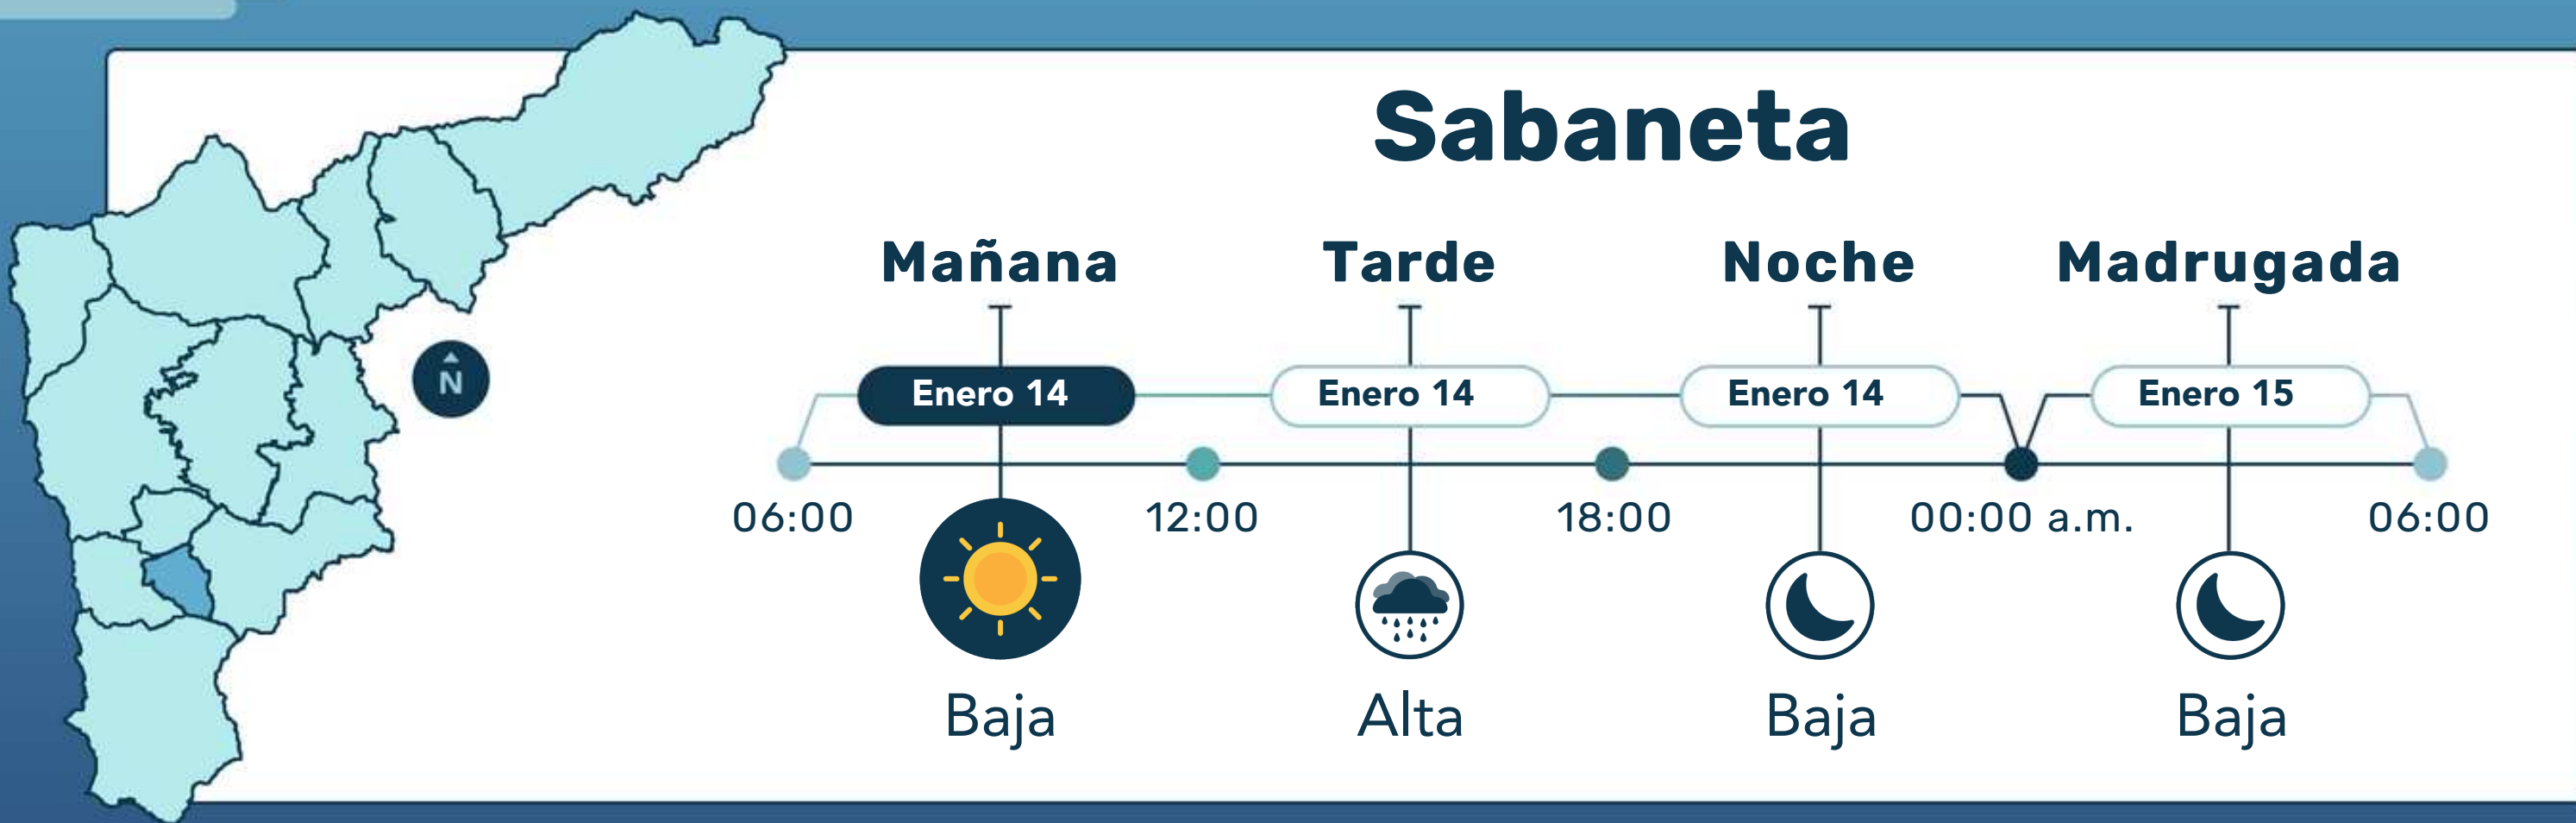 Sabaneta
Mañana Tarde Noche Madrugada
N
Enero 14 Enero 14 Enero 14 Enero 15
06:00 12:00 18:00 00:00 a.m. 06:00
Baja Alta Baja Baja